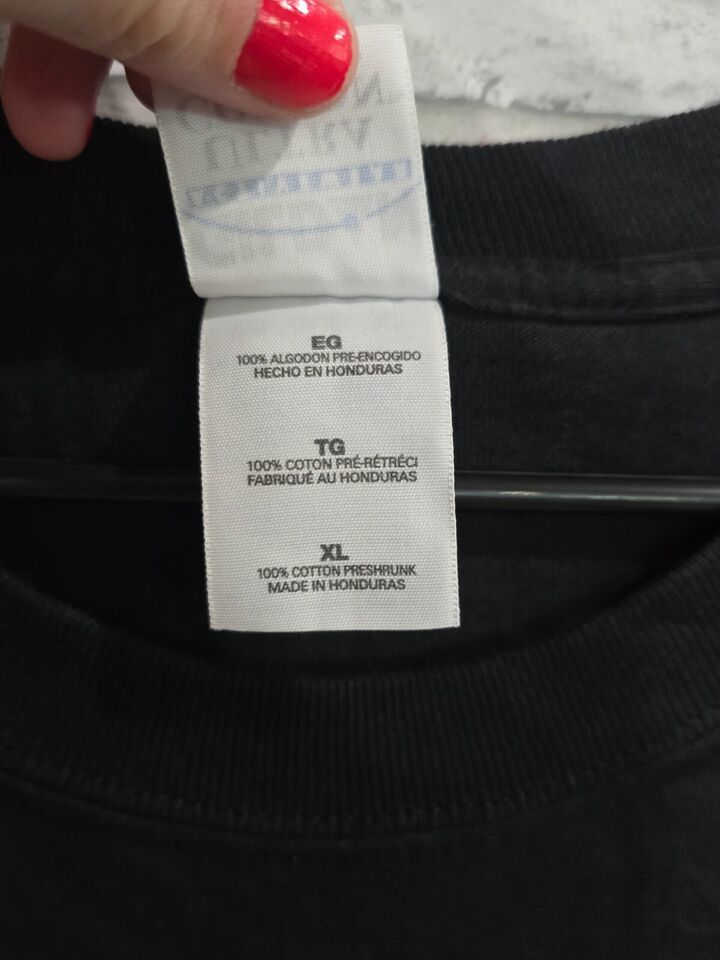 EG
100% ALGODON PRE-ENCOGIDO
HECHO EN HONDURAS
TG
100% COTON PRÉ-RÉTRÉCI
FABRIQUÉ AU HONDURAS
XL
100% COTTON PRESHRUNK
MADE IN HONDURAS